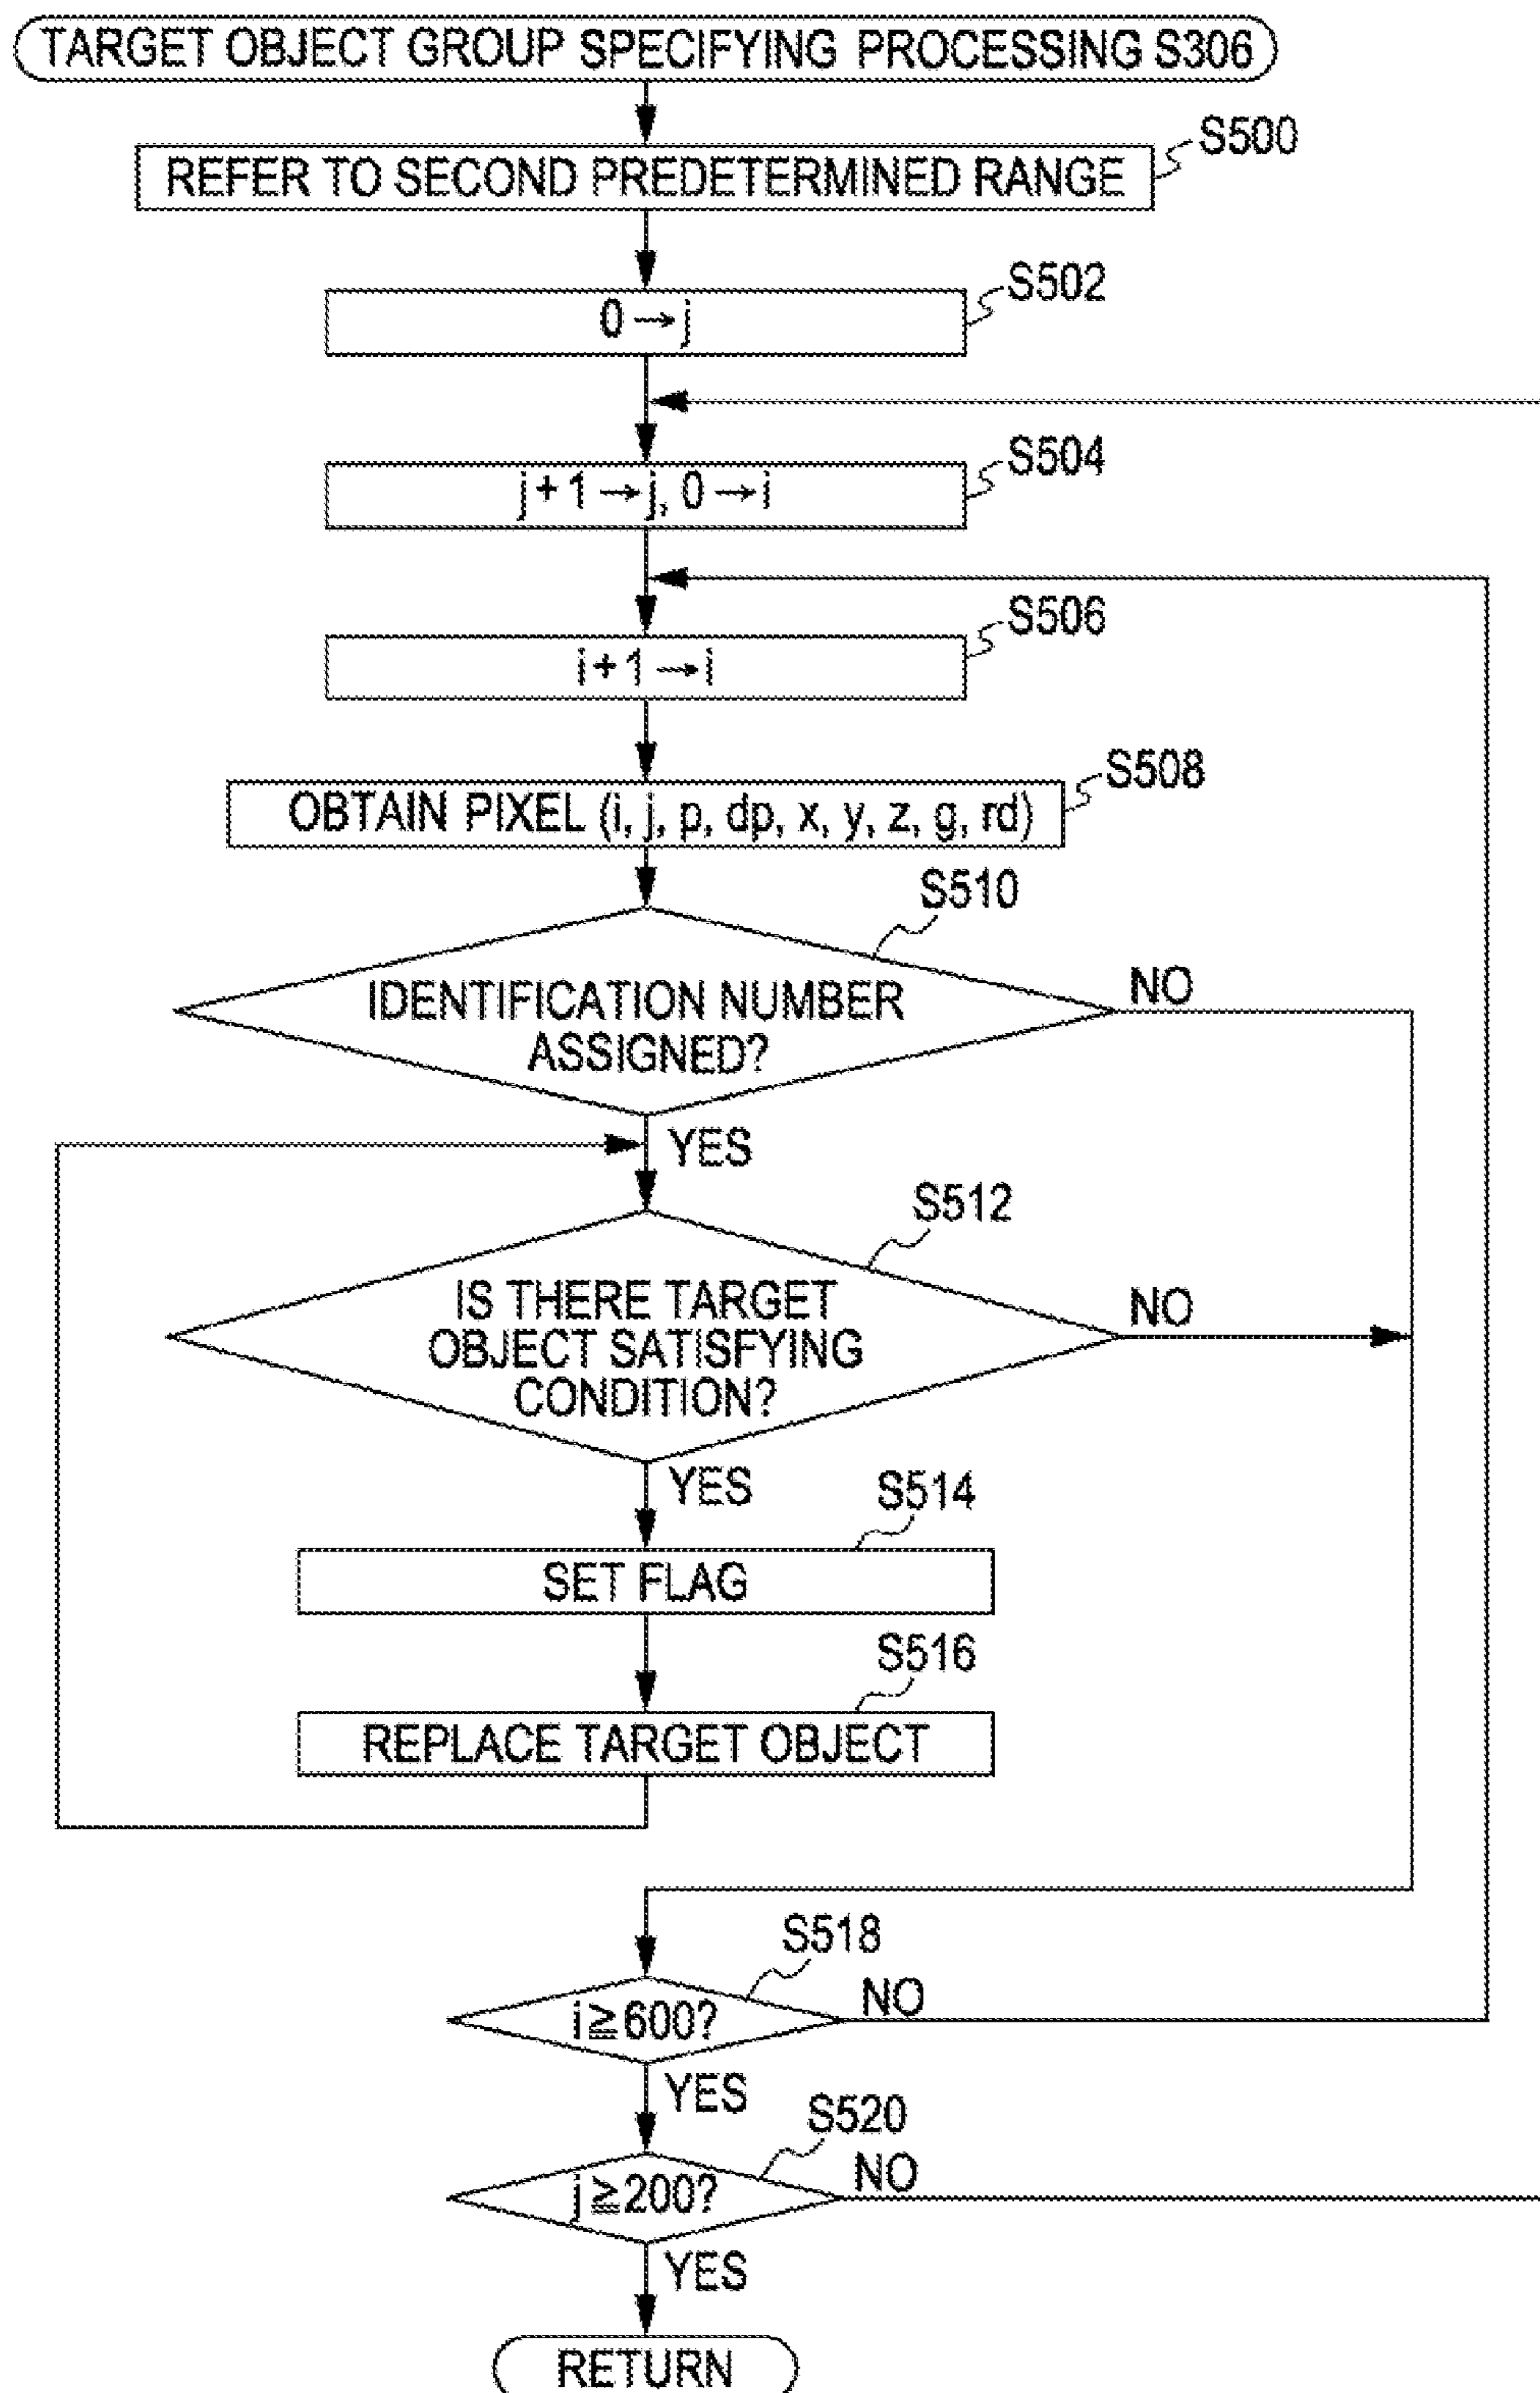 TARGET OBJECT GROUP SPECIFYING PROCESSING S306
S500
REFER TO SECOND PREDETERMINED RANGE
S502
0→j
S504
j+1→j, 0→i
S506
i+1→i
S508
OBTAIN PIXEL (i, j, p, dp, x, y, z, g, rd)
S510
IDENTIFICATION NUMBER
ASSIGNED?
NO
YES
S512
IS THERE TARGET
OBJECT SATISFYING
CONDITION?
NO
YES
S514
SET FLAG
S516
REPLACE TARGET OBJECT
S518
i≧600?
NO
YES
S520
j≧200?
NO
YES
RETURN